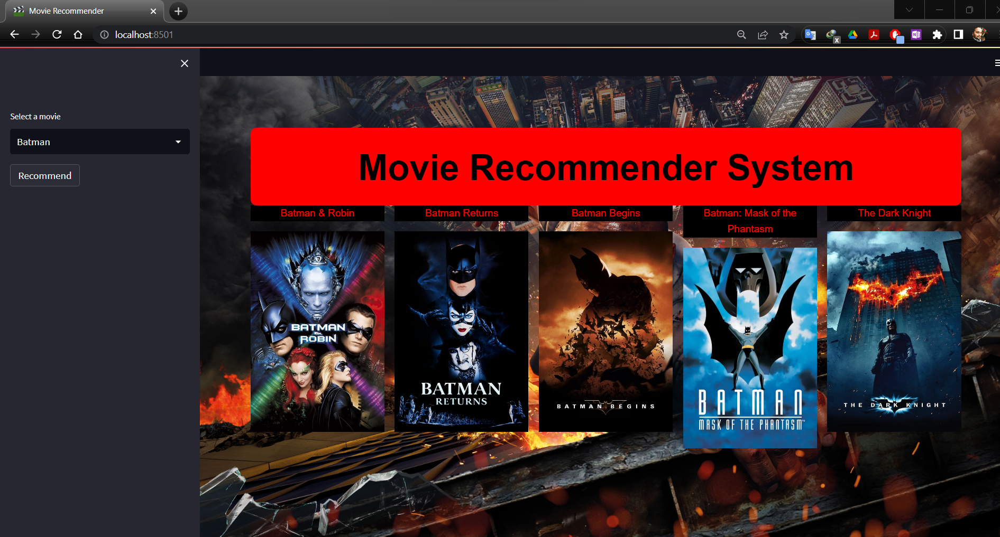 Movie Recommender
localhost:8501
Select a movie
Batman
Recommend
Movie Recommender System
Batman & Robin
Batman Returns
Batman Begins
Batman: Mask of the
Phantasm
The Dark Knight
BATMAN
&
ROBIN
BATMAN
RETURNS
BATMAN BEGINS
BATMAN
MASK OF THE PHANTASM™
THE DARK KNIGHT